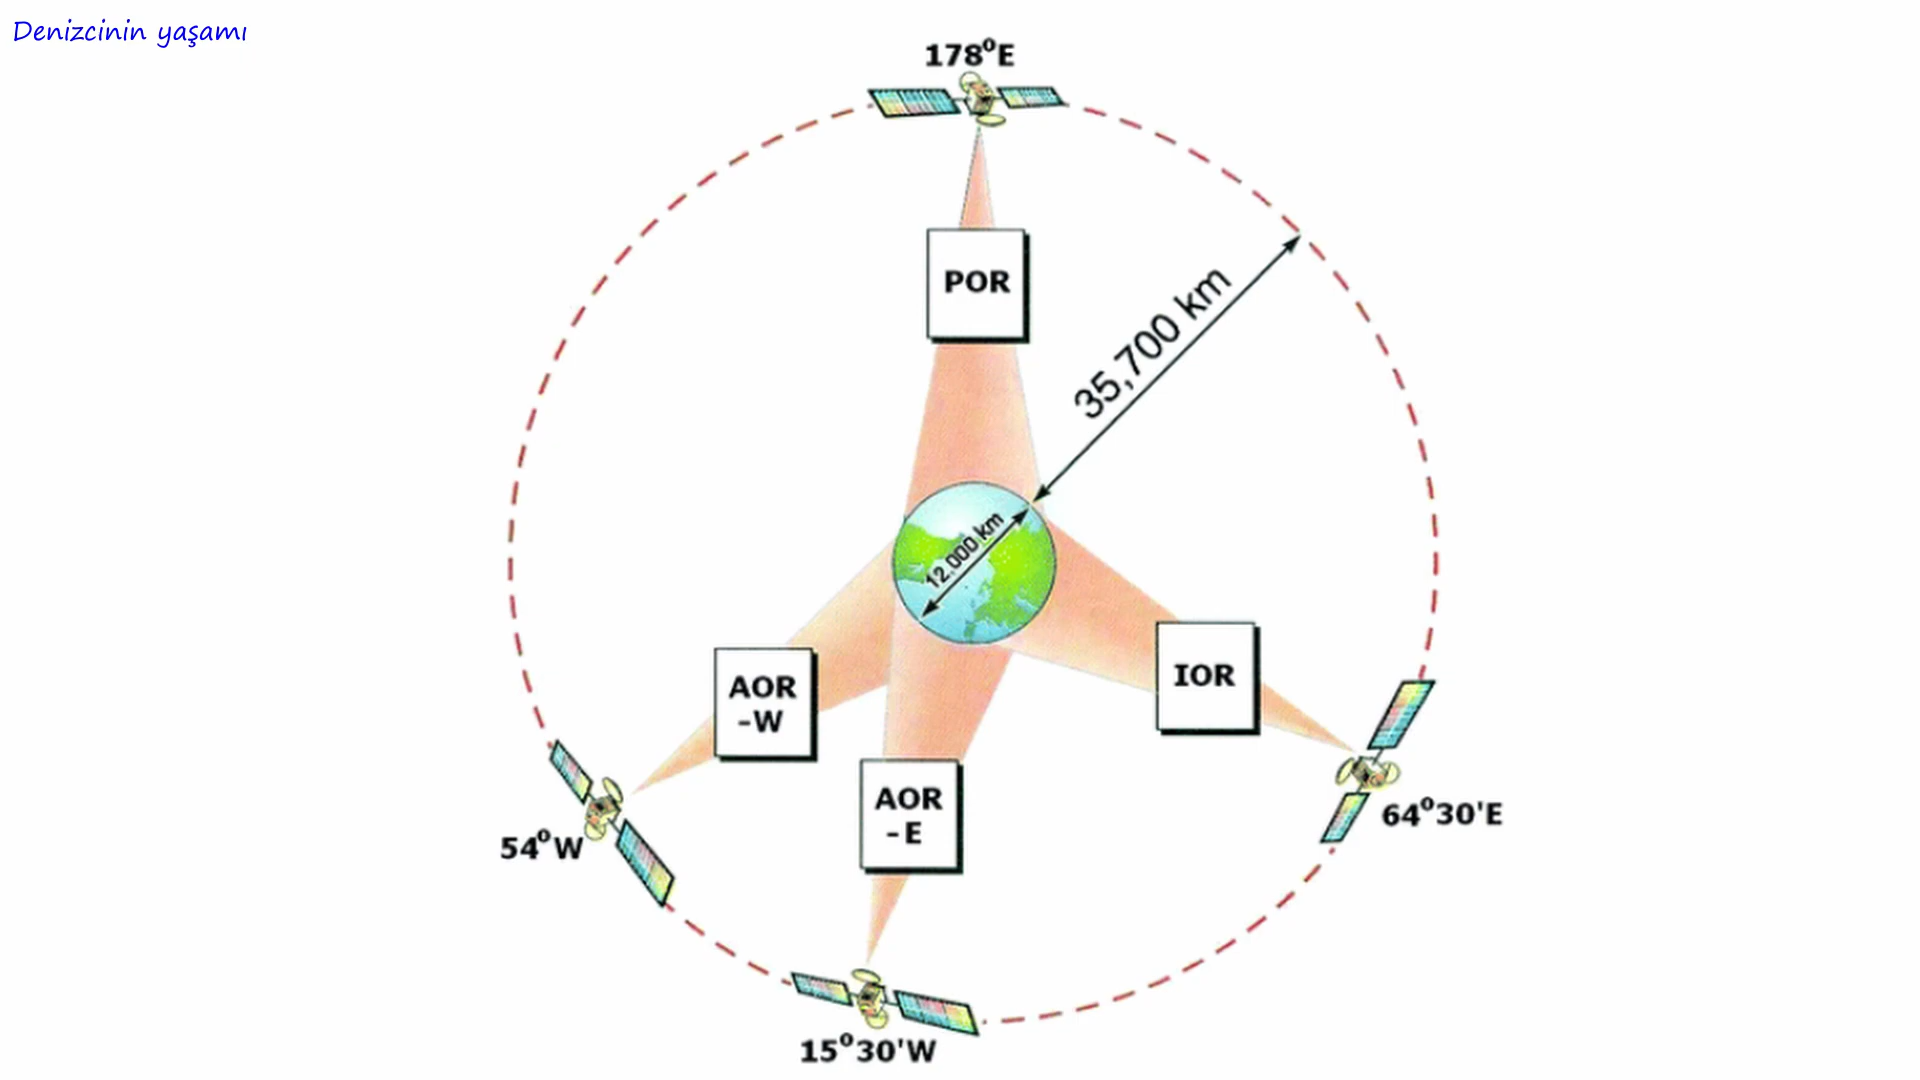 Denizcinin yaşamı
178°E
POR
35,700 km
12,000 km
AOR
-W
IOR
AOR
-E
64°30'E
54°W
15°30'W